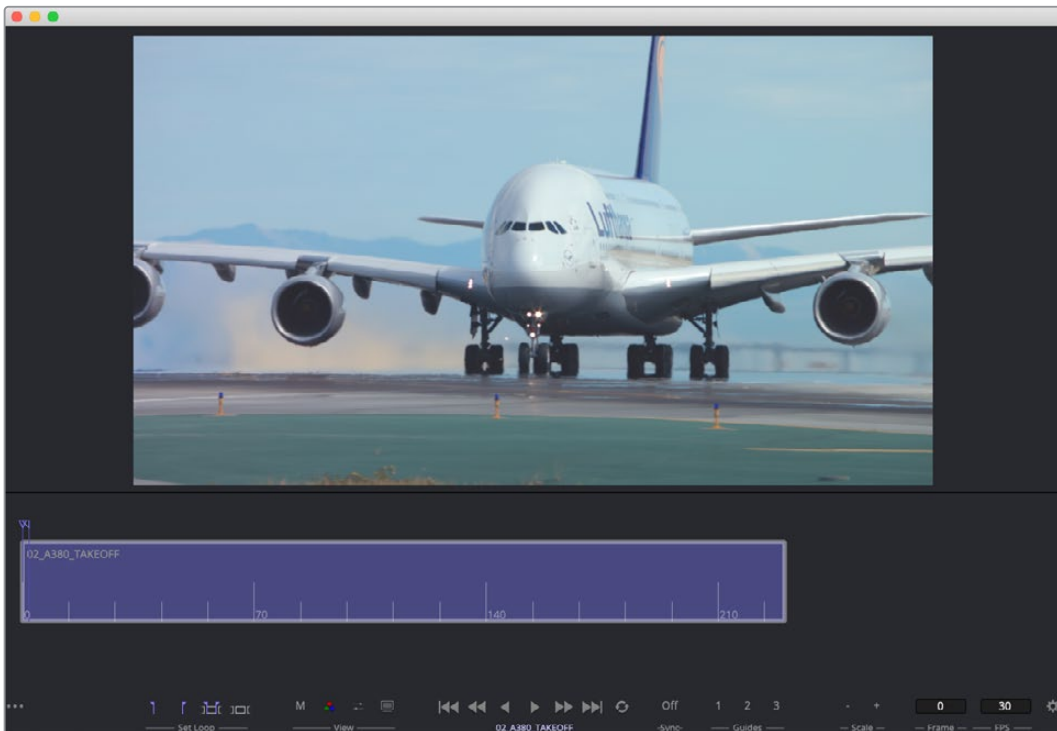 Lufthansa
02_A380_TAKEOFF
0 70 140 210
M Off 1 2 3 - + 0 30
Set Loop View 02_A380_TAKEOFF -Sync- Guides Scale Frame FPS